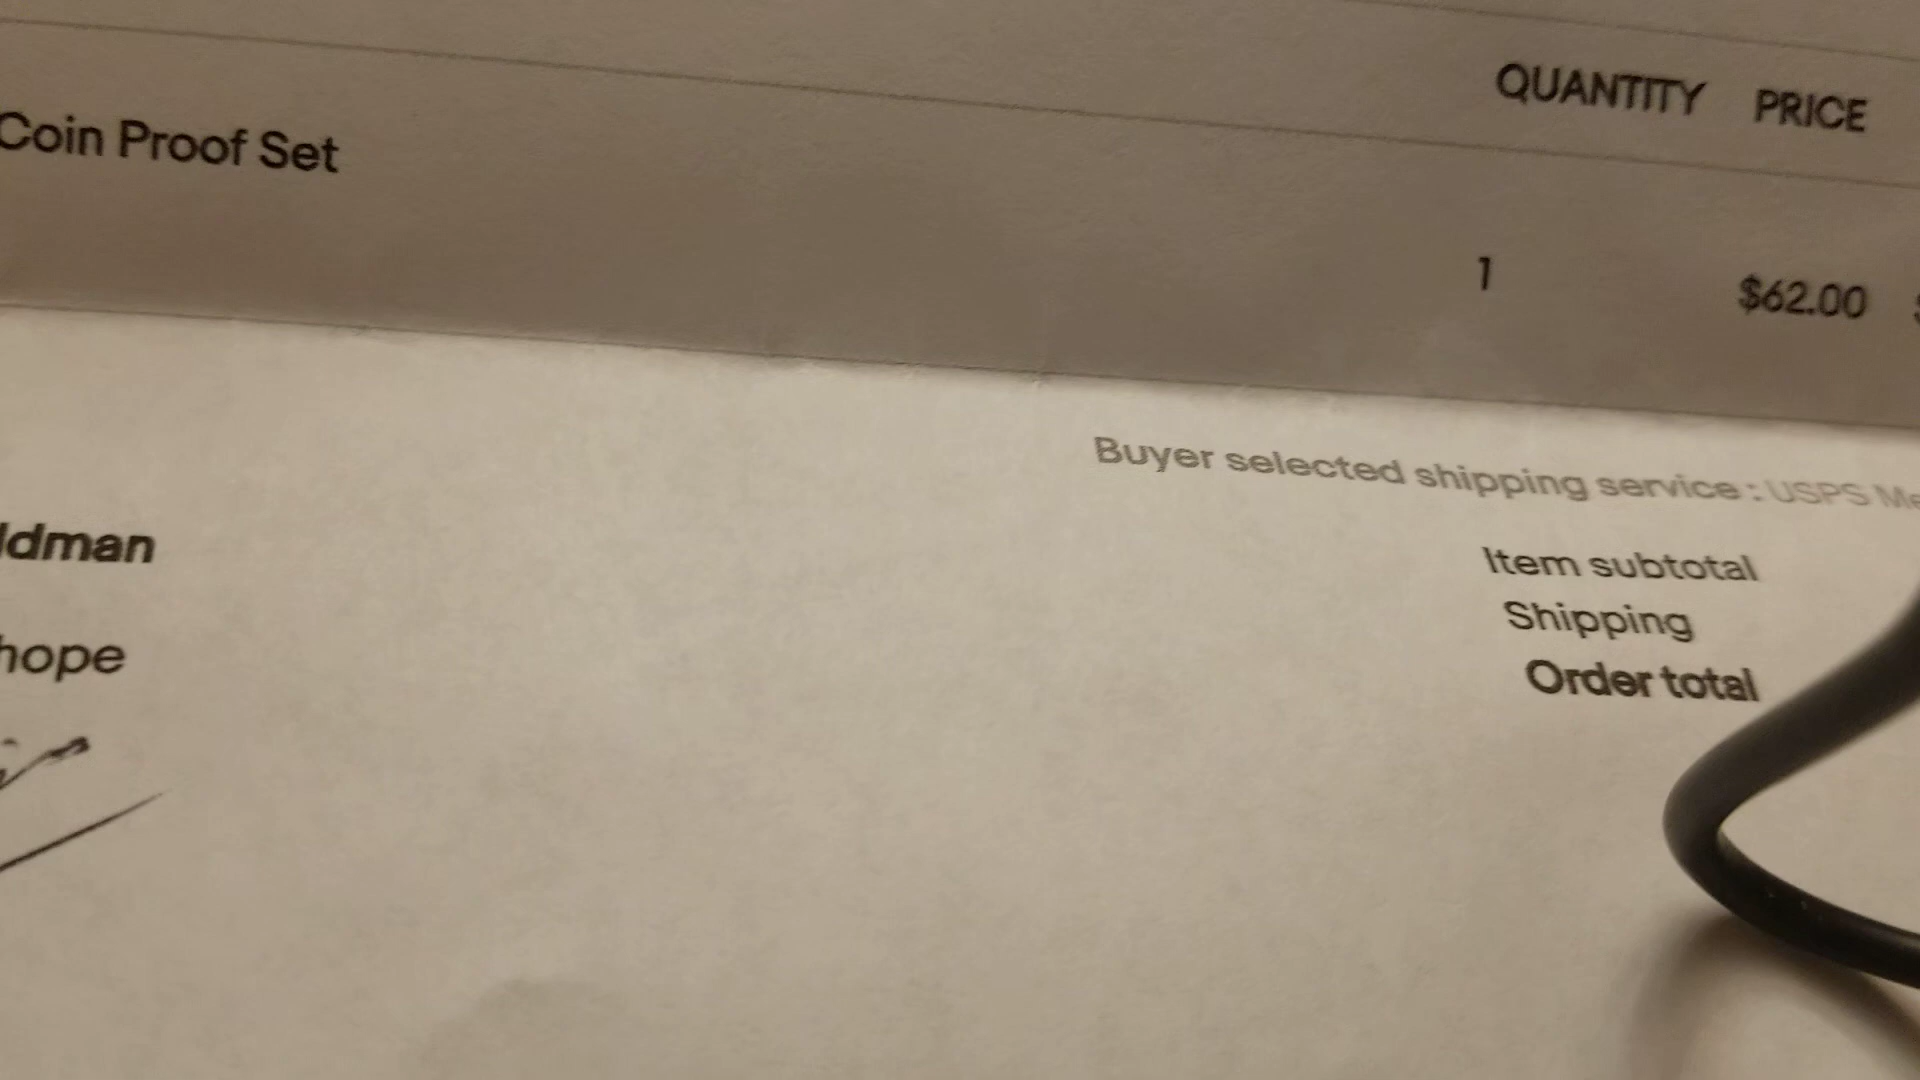 QUANTITY PRICE
Coin Proof Set
1 $62.00
Buyer selected shipping service : USPS
ldman
Item subtotal
Shipping
hope
Order total